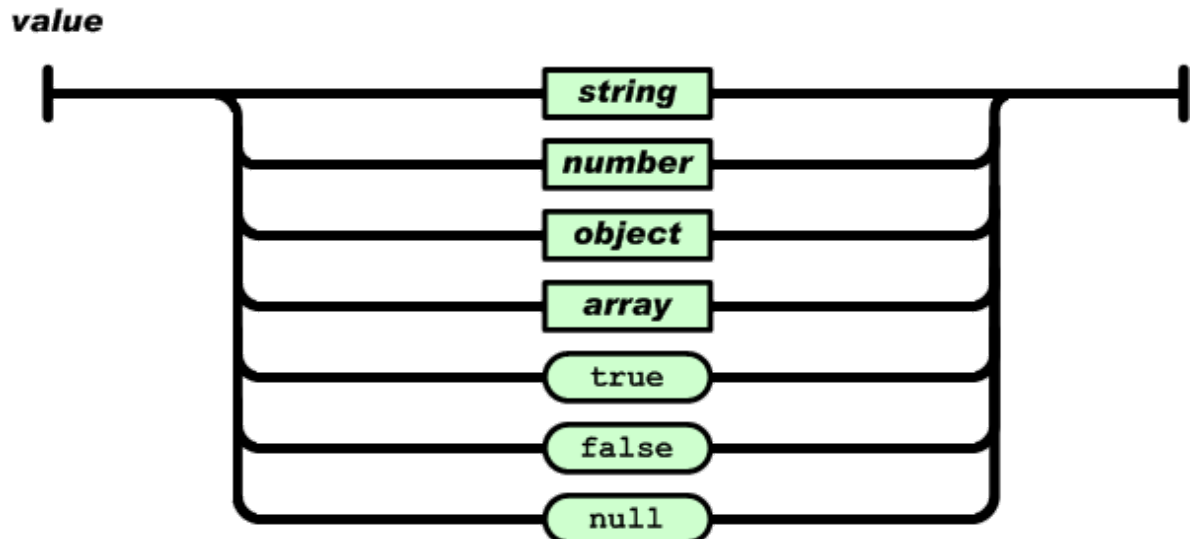 value
string
number
object
array
true
false
null